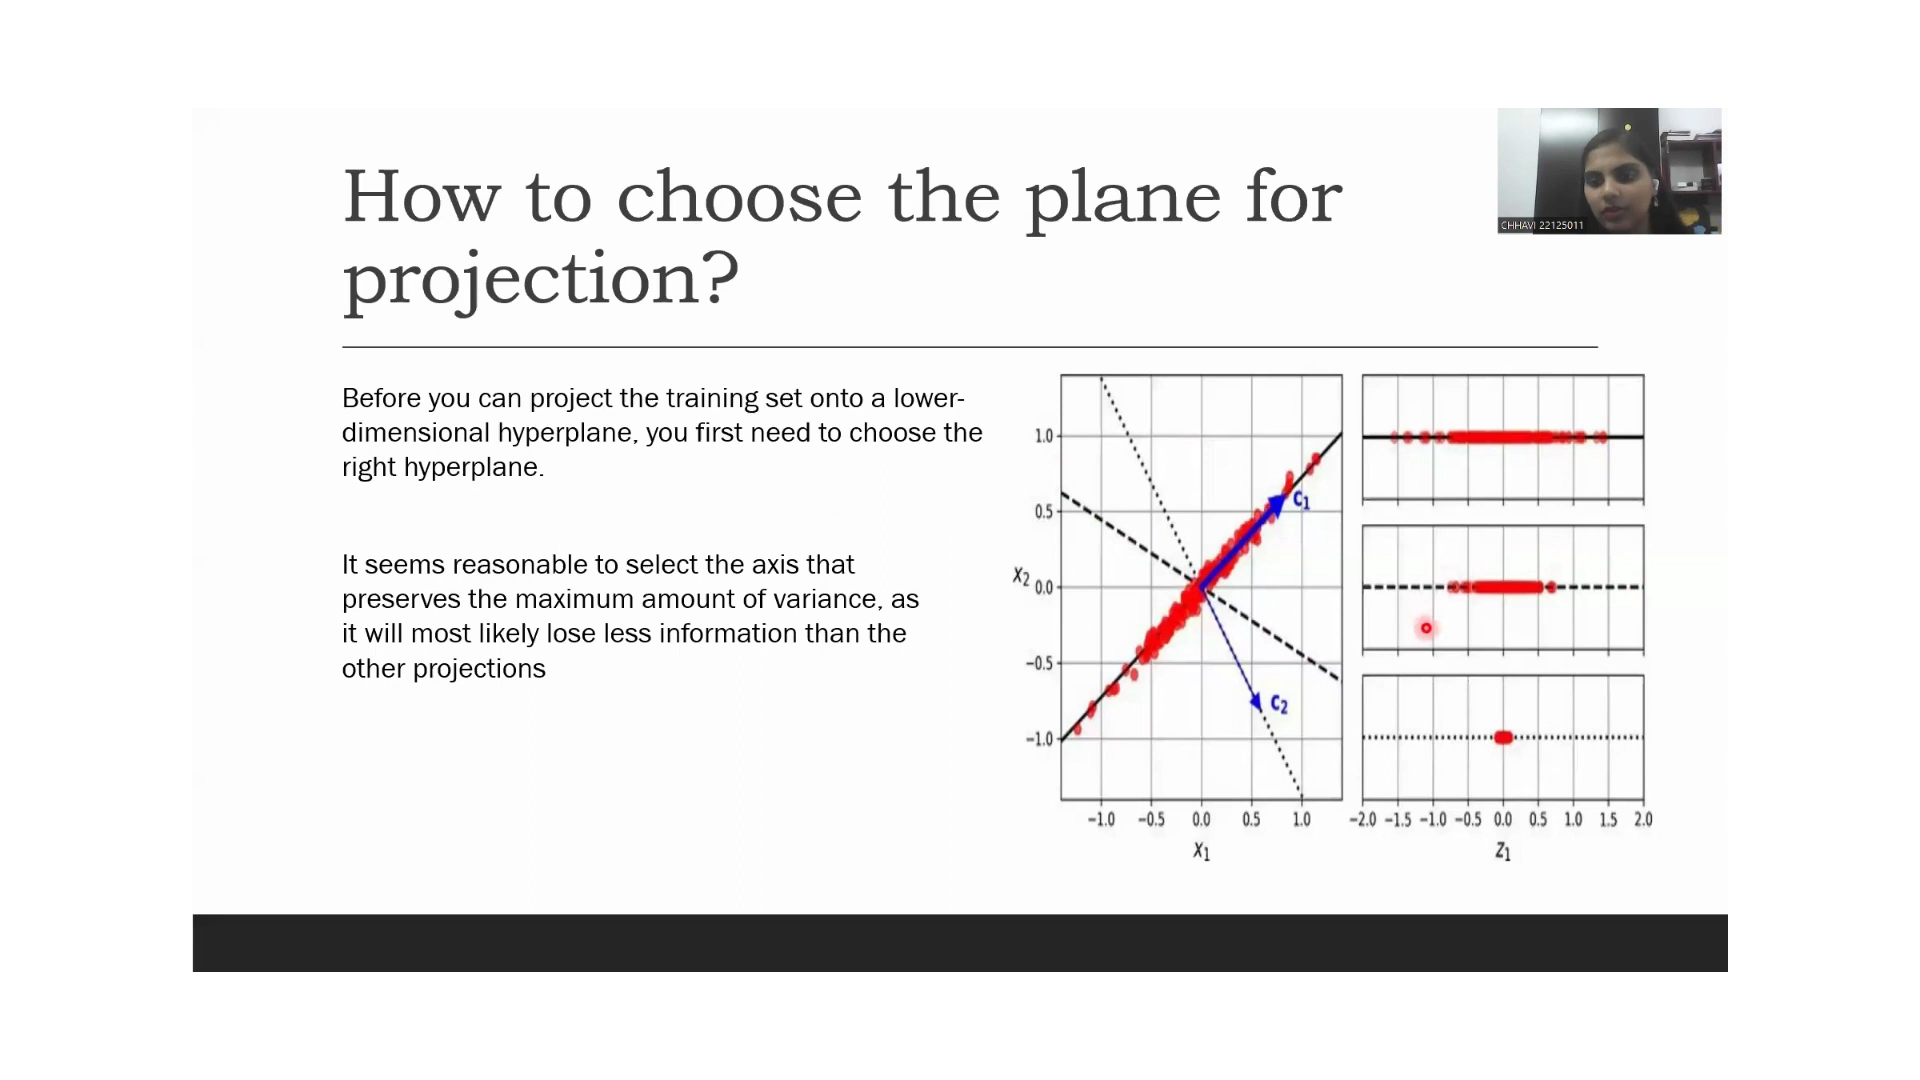 How to choose the plane for
projection?
CHHAVI 22125011
Before you can project the training set onto a lower-
dimensional hyperplane, you first need to choose the
right hyperplane.
It seems reasonable to select the axis that
preserves the maximum amount of variance, as
it will most likely lose less information than the
other projections
1.0
0.5
0.0
−0.5
−1.0
x2
c1
c2
−1.0 −0.5 0.0 0.5 1.0
x1
−2.0 −1.5 −1.0 −0.5 0.0 0.5 1.0 1.5 2.0
z1